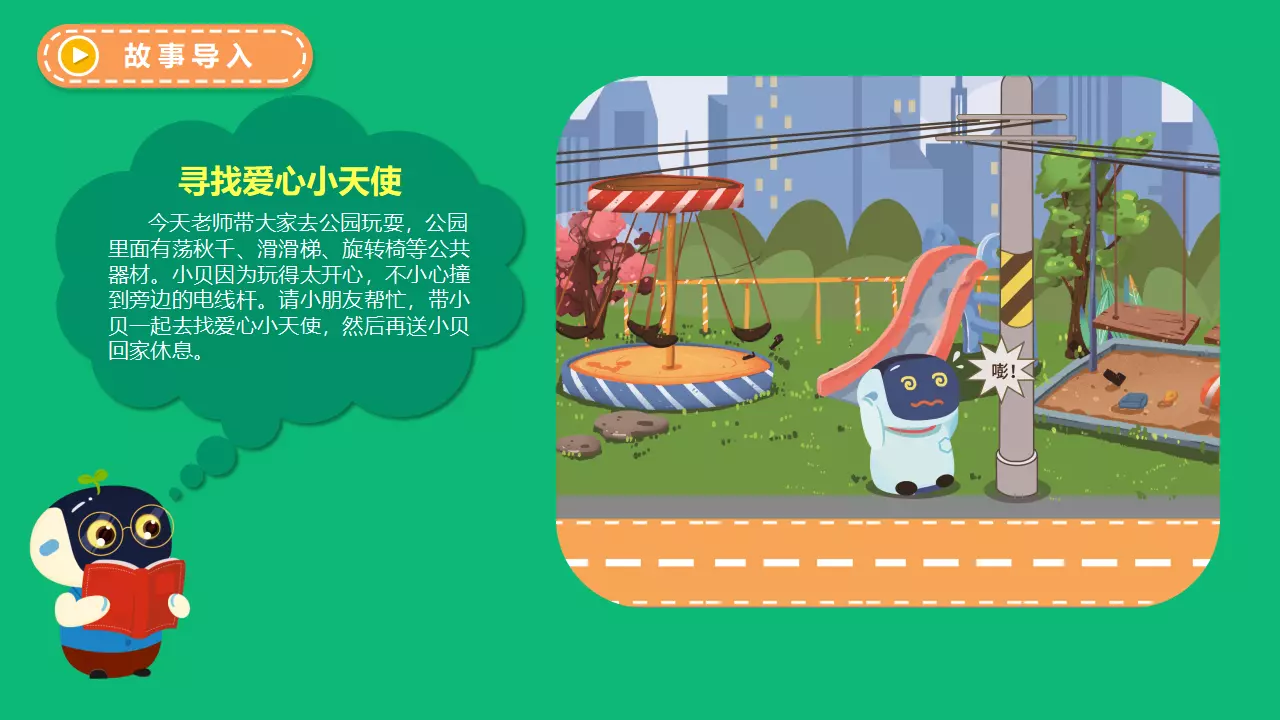 故事导入
寻找爱心小天使
今天老师带大家去公园玩耍，公园
里面有荡秋千、滑滑梯、旋转椅等公共
器材。小贝因为玩得太开心，不小心撞
到旁边的电线杆。请小朋友帮忙，带小
贝一起去找爱心小天使，然后再送小贝
回家休息。
嘭！